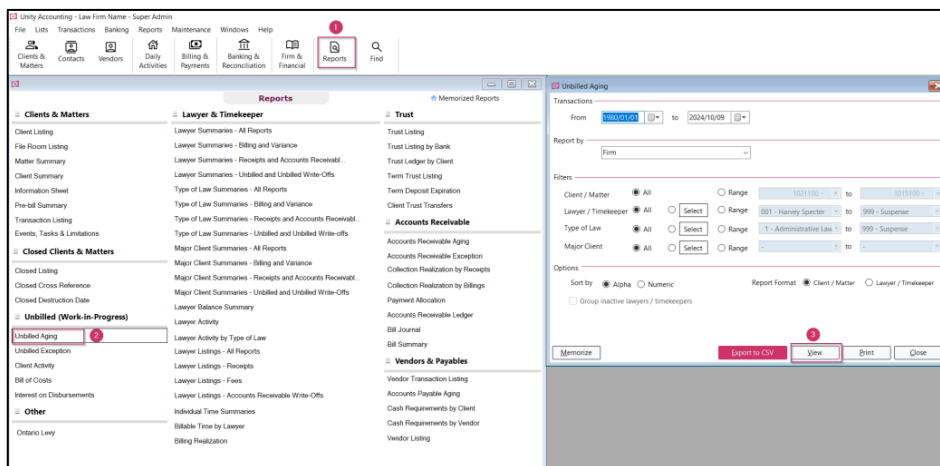 Unity Accounting - Law Firm Name - Super Admin
1
File Lists Transactions Banking Reports Maintenance Windows Help
Clients & Matters
Contacts
Vendors
Daily Activities
Billing & Payments
Banking & Reconciliation
Firm & Financial
Reports
Find
Reports
Memorized Reports
Clients & Matters
Client Listing
File Room Listing
Matter Summary
Client Summary
Information Sheet
Pre-bill Summary
Transaction Listing
Events, Tasks & Limitations
Closed Clients & Matters
Closed Listing
Closed Cross Reference
Closed Destruction Date
Unbilled (Work-in-Progress)
Unbilled Aging
2
Unbilled Exception
Client Activity
Bill of Costs
Interest on Disbursements
Other
Ontario Levy
Lawyer & Timekeeper
Lawyer Summaries - All Reports
Lawyer Summaries - Billing and Variance
Lawyer Summaries - Receipts and Accounts Receivabl...
Lawyer Summaries - Unbilled and Unbilled Write-Offs
Type of Law Summaries - All Reports
Type of Law Summaries - Billing and Variance
Type of Law Summaries - Receipts and Accounts Receivabl...
Type of Law Summaries - Unbilled and Unbilled Write-offs
Major Client Summaries - All Reports
Major Client Summaries - Billing and Variance
Major Client Summaries - Receipts and Accounts Receivabl...
Major Client Summaries - Unbilled and Unbilled Write-Offs
Lawyer Balance Summary
Lawyer Activity
Lawyer Activity by Type of Law
Lawyer Listings - All Reports
Lawyer Listings - Receipts
Lawyer Listings - Fees
Lawyer Listings - Accounts Receivable Write-Offs
Individual Time Summaries
Billable Time by Lawyer
Billing Realization
Trust
Trust Listing
Trust Listing by Bank
Trust Ledger by Client
Term Trust Listing
Term Deposit Expiration
Client Trust Transfers
Accounts Receivable
Accounts Receivable Aging
Accounts Receivable Exception
Collection Realization by Receipts
Collection Realization by Billings
Payment Allocation
Accounts Receivable Ledger
Bill Journal
Bill Summary
Vendors & Payables
Vendor Transaction Listing
Accounts Payable Aging
Cash Requirements by Client
Cash Requirements by Vendor
Vendor Listing
Unbilled Aging
Transactions
From 1980/01/01 to 2024/10/09
Report by
Firm
Filters
Client / Matter All Range 1021100 - to 1015100 -
Lawyer / Timekeeper All Select Range 001 - Harvey Specter to 999 - Suspense
Type of Law All Select Range 1 - Administrative Law to 999 - Suspense
Major Client All Select Range - to -
Options
Sort by Alpha Numeric Report Format Client / Matter Lawyer / Timekeeper
Group inactive lawyers / timekeepers
3
Memorize Export to CSV View Print Close